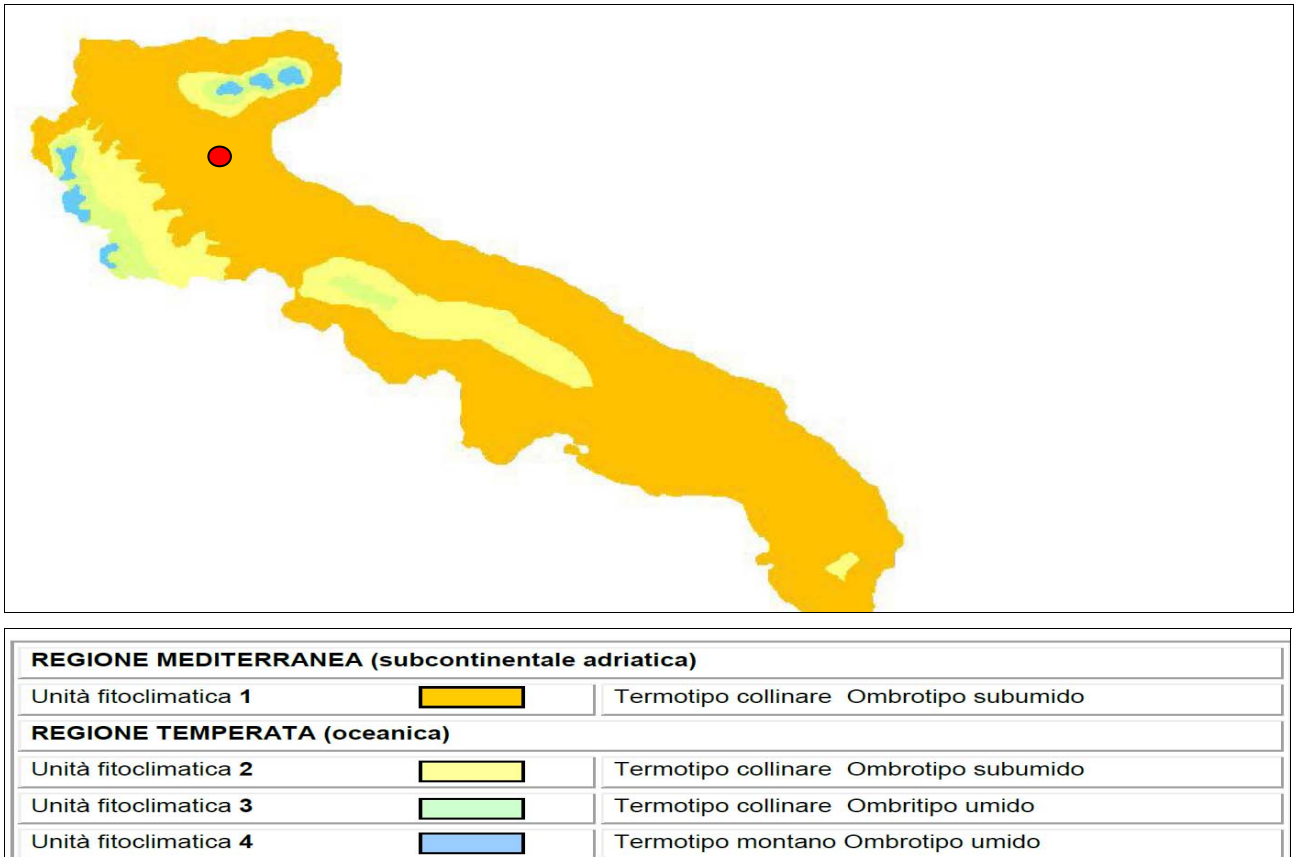 REGIONE MEDITERRANEA (subcontinentale adriatica)
Unità fitoclimatica 1 Termotipo collinare Ombrotipo subumido
REGIONE TEMPERATA (oceanica)
Unità fitoclimatica 2 Termotipo collinare Ombrotipo subumido
Unità fitoclimatica 3 Termotipo collinare Ombritipo umido
Unità fitoclimatica 4 Termotipo montano Ombrotipo umido